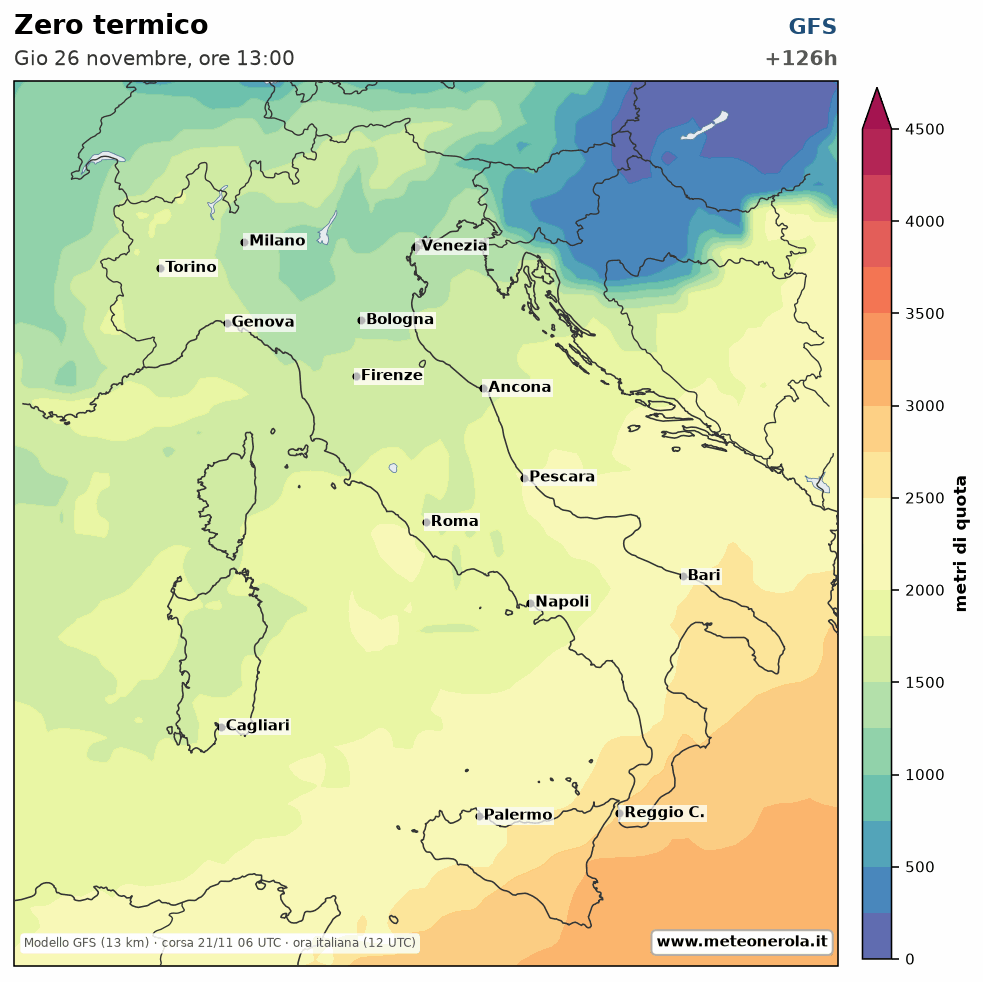 Zero termico
GFS
Gio 26 novembre, ore 13:00
+126h
4500
4000
3500
3000
2500
2000
1500
1000
500
0
metri di quota
Milano
Venezia
Torino
Genova
Bologna
Firenze
Ancona
Pescara
Roma
Bari
Napoli
Cagliari
Palermo
Reggio C.
Modello GFS (13 km) · corsa 21/11 06 UTC · ora italiana (12 UTC)
www.meteonerola.it